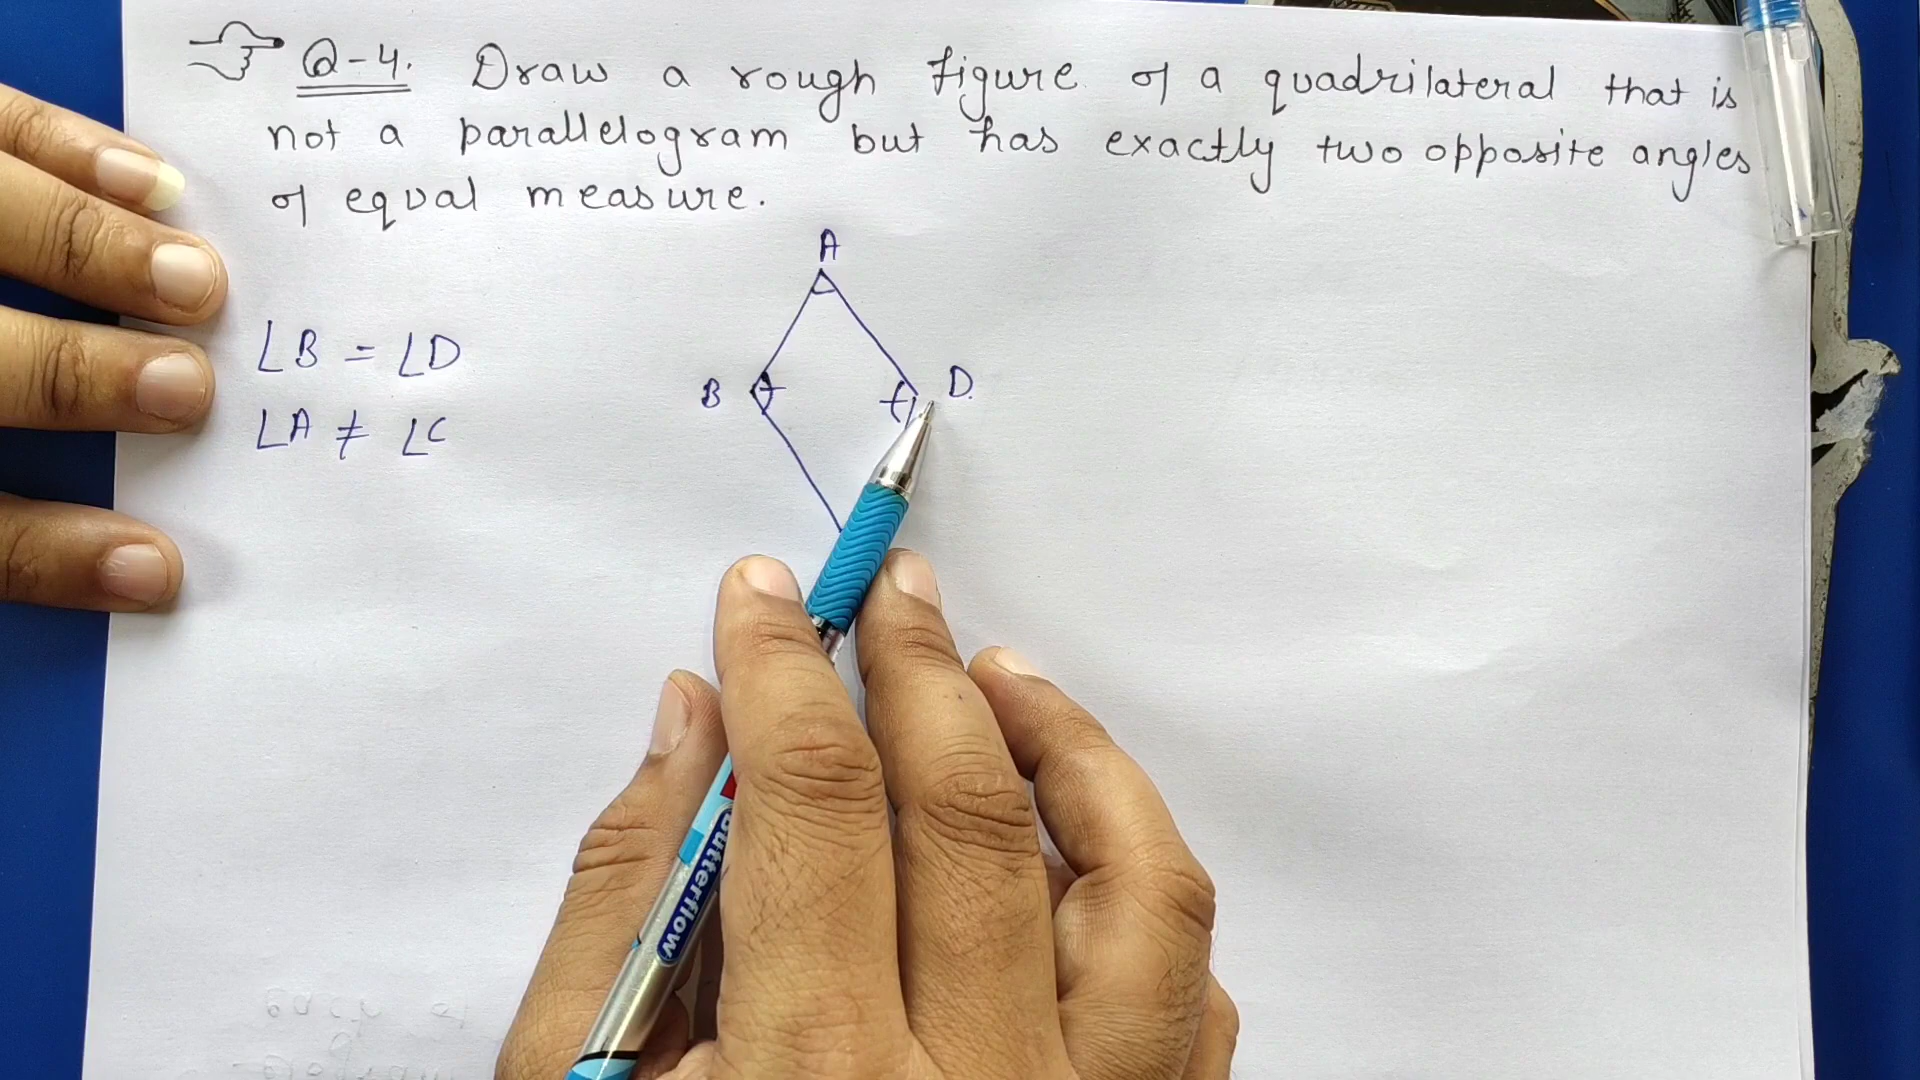 Q-4. Draw a rough figure of a quadrilateral that is
not a parallelogram but has exactly two opposite angles
of equal measure.
A
∠B = ∠D
B
D.
∠A ≠ ∠C
Butterflow